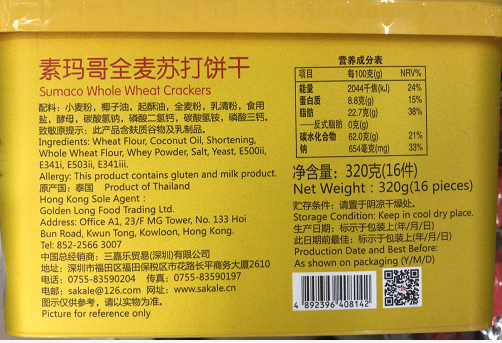 素玛哥全麦苏打饼干
Sumaco Whole Wheat Crackers
配料：小麦粉，椰子油，起酥油，全麦粉，乳清粉，食用
盐，酵母，碳酸氢钠，磷酸二氢钙，碳酸氢铵，磷酸三钙。
致敏原提示：此产品含麸质谷物及乳制品。
Ingredients: Wheat Flour, Coconut Oil, Shortening,
Whole Wheat Flour, Whey Powder, Salt, Yeast, E500ii,
E341i, E503ii, E341iii.
Allergy: This product contains gluten and milk product.
原产国：泰国 Product of Thailand
Hong Kong Sole Agent :
Golden Long Food Trading Ltd.
Address: Office A1, 23/F MG Tower, No. 133 Hoi
Bun Road, Kwun Tong, Kowloon, Hong Kong.
Tel: 852-2566 3007
中国总经销商：三嘉乐贸易(深圳)有限公司
地址：深圳市福田区福田保税区市花路长平商务大厦2610
电话：0755-83590204 传真：0755-83590197
电邮：sakale@126.com 网址：www.sakale.cn
图示仅供参考，请以实物为准。
Picture for reference only
营养成分表
项目 每100克(g) NRV%
能量 2044千焦(kJ) 24%
蛋白质 8.8克(g) 15%
脂肪 22.7克(g) 38%
—反式脂肪 0克(g)
碳水化合物 62.0克(g) 21%
钠 654毫克(mg) 33%
净含量：320克(16件)
Net Weight : 320g(16 pieces)
贮存条件：请置于阴凉干燥处。
Storage Condition: Keep in cool dry place.
生产日期：标示于包装上(年/月/日)
此日期前最佳：标示于包装上(年/月/日)
Production Date and Best Before:
As shown on packaging (Y/M/D)
4 892396 408142